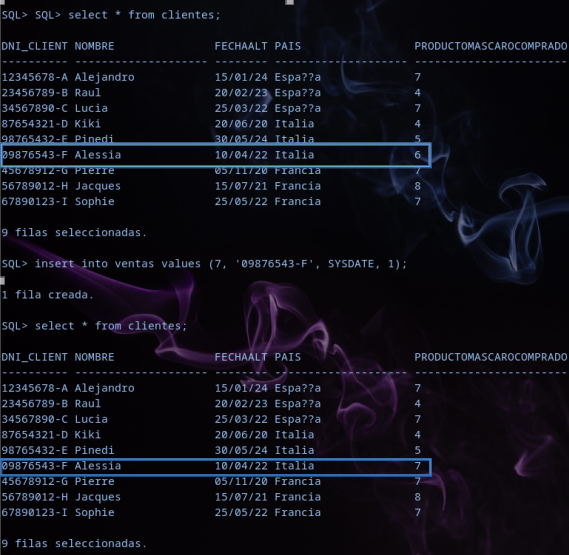 SQL> SQL> select * from clientes;
DNI_CLIENT NOMBRE FECHAALT PAIS PRODUCTOMASCAROCOMPRADO
---------- -------------------- -------- -------------------- -----------------------
12345678-A Alejandro 15/01/24 Espa??a 7
23456789-B Raul 20/02/23 Espa??a 4
34567890-C Lucia 25/03/22 Espa??a 7
87654321-D Kiki 20/06/20 Italia 4
98765432-E Pinedi 30/05/24 Italia 5
09876543-F Alessia 10/04/22 Italia 6
45678912-G Pierre 05/11/20 Francia 7
56789012-H Jacques 15/07/21 Francia 8
67890123-I Sophie 25/05/22 Francia 7
9 filas seleccionadas.
SQL> insert into ventas values (7, '09876543-F', SYSDATE, 1);
1 fila creada.
SQL> select * from clientes;
DNI_CLIENT NOMBRE FECHAALT PAIS PRODUCTOMASCAROCOMPRADO
---------- -------------------- -------- -------------------- -----------------------
12345678-A Alejandro 15/01/24 Espa??a 7
23456789-B Raul 20/02/23 Espa??a 4
34567890-C Lucia 25/03/22 Espa??a 7
87654321-D Kiki 20/06/20 Italia 4
98765432-E Pinedi 30/05/24 Italia 5
09876543-F Alessia 10/04/22 Italia 7
45678912-G Pierre 05/11/20 Francia 7
56789012-H Jacques 15/07/21 Francia 8
67890123-I Sophie 25/05/22 Francia 7
9 filas seleccionadas.